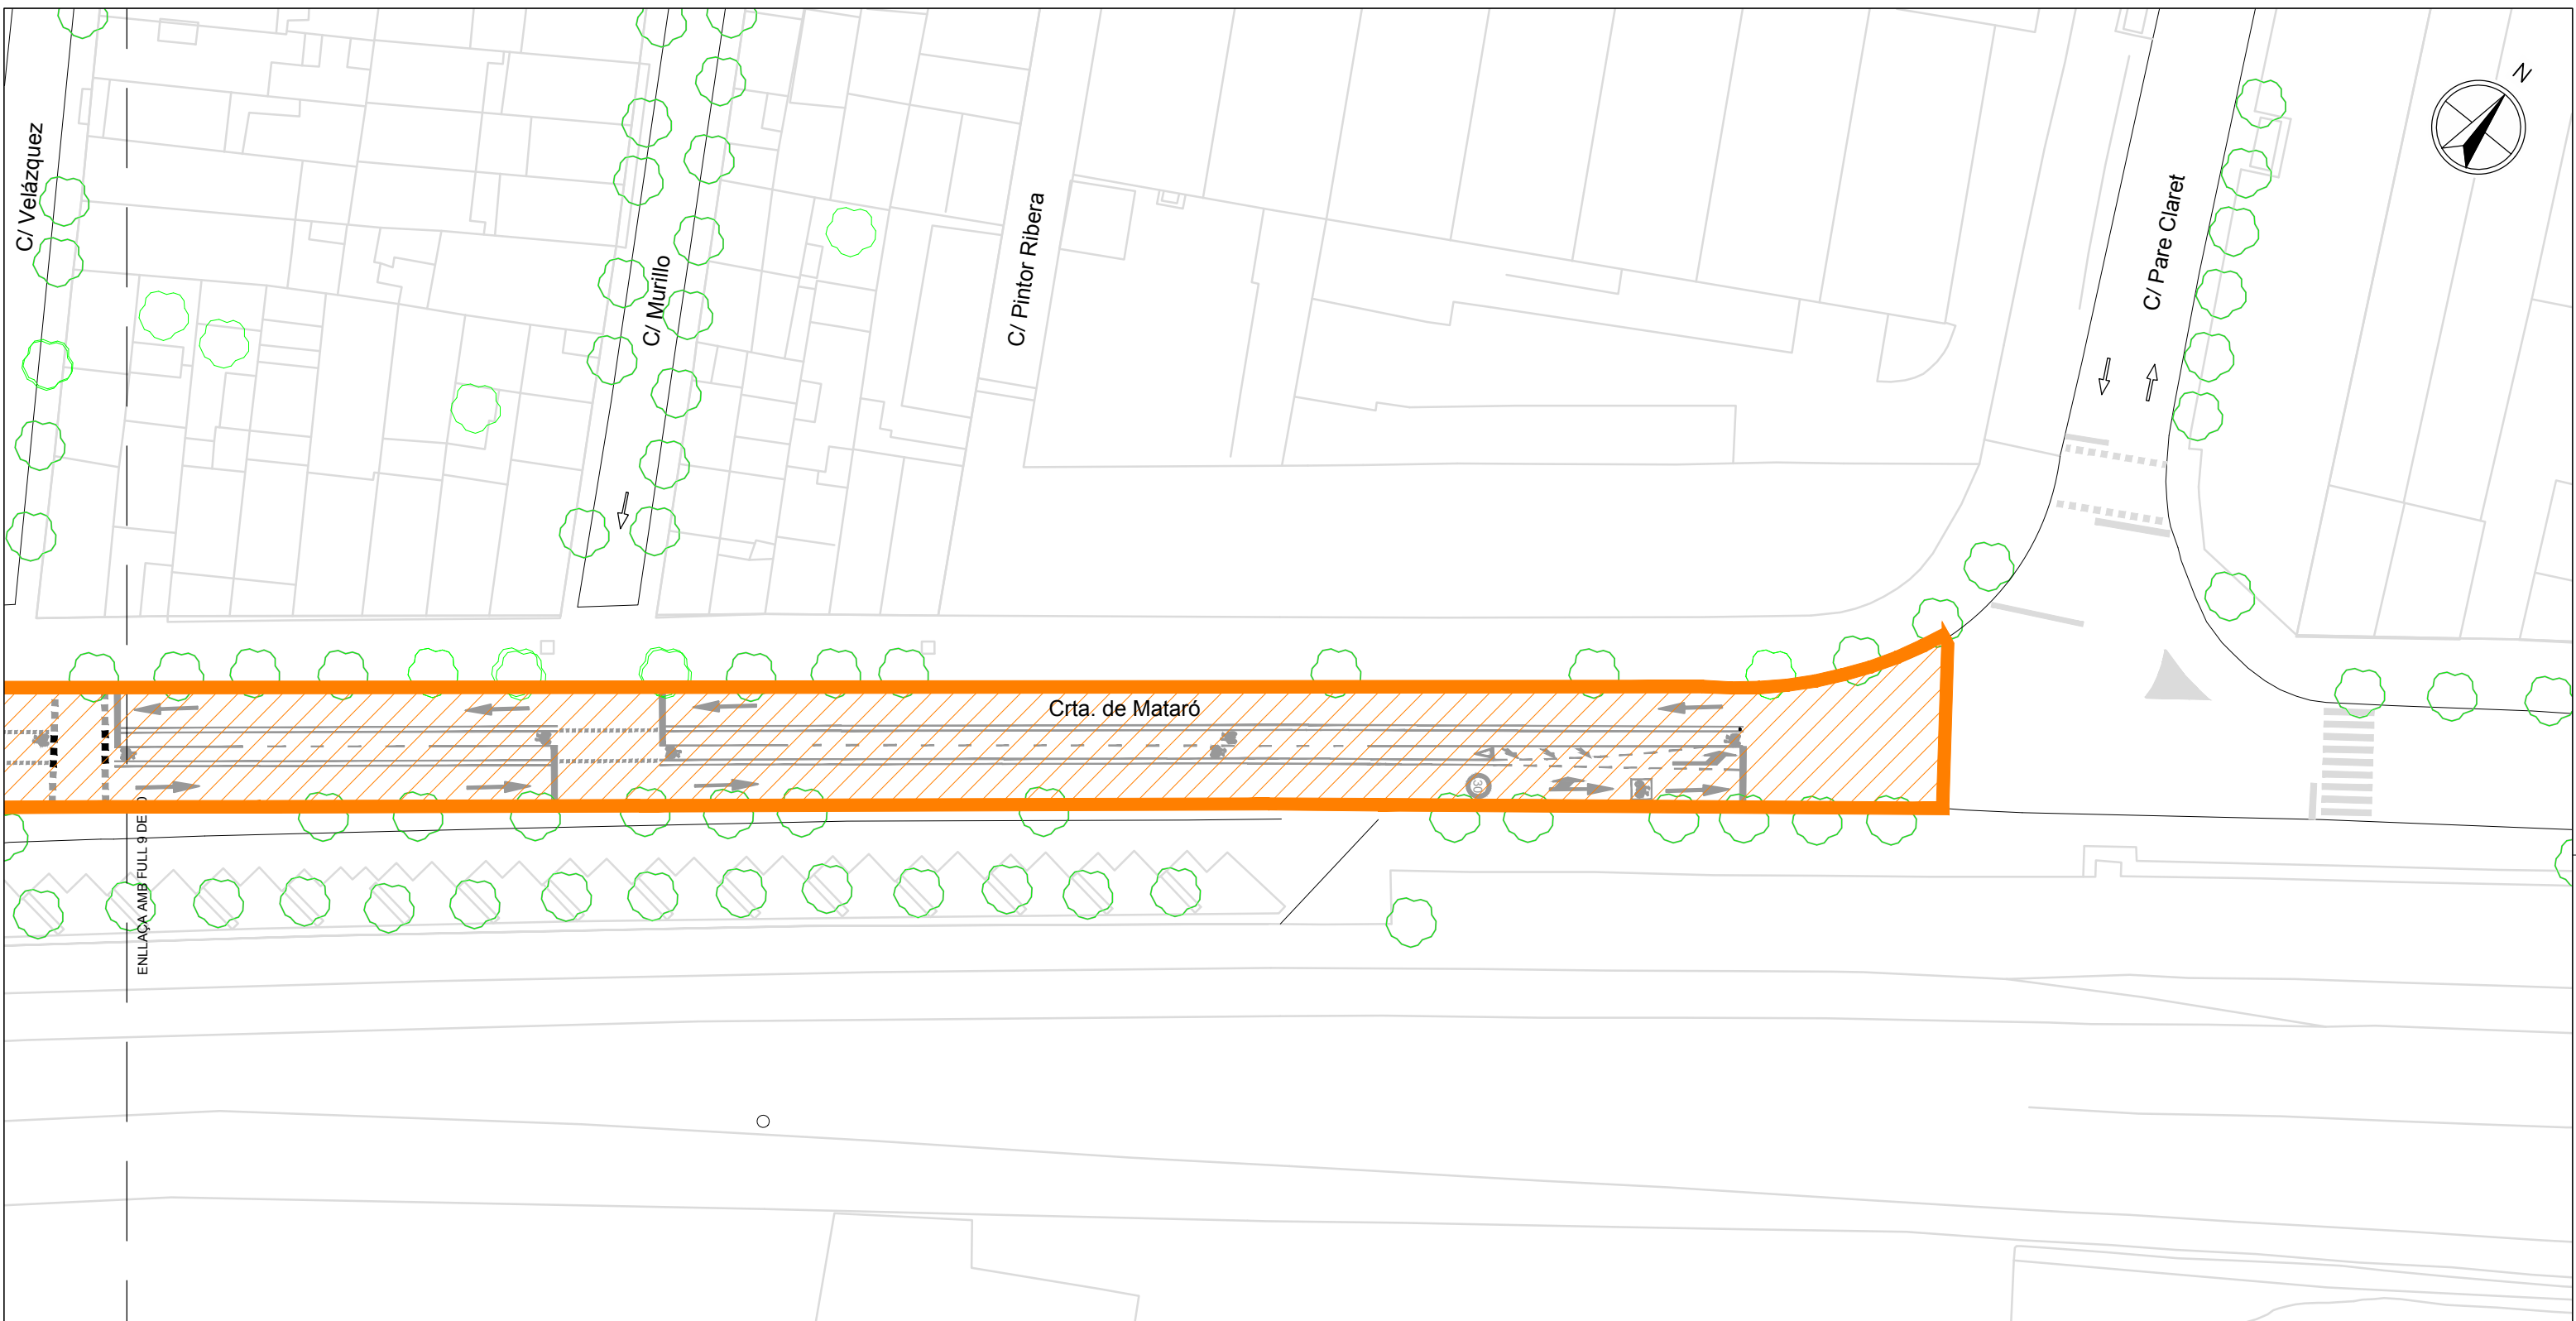 N
C/ Velázquez
C/ Murillo
C/ Pintor Ribera
C/ Pare Claret
Crta. de Mataró
30
ENLLAÇA AMB FULL 9 DE